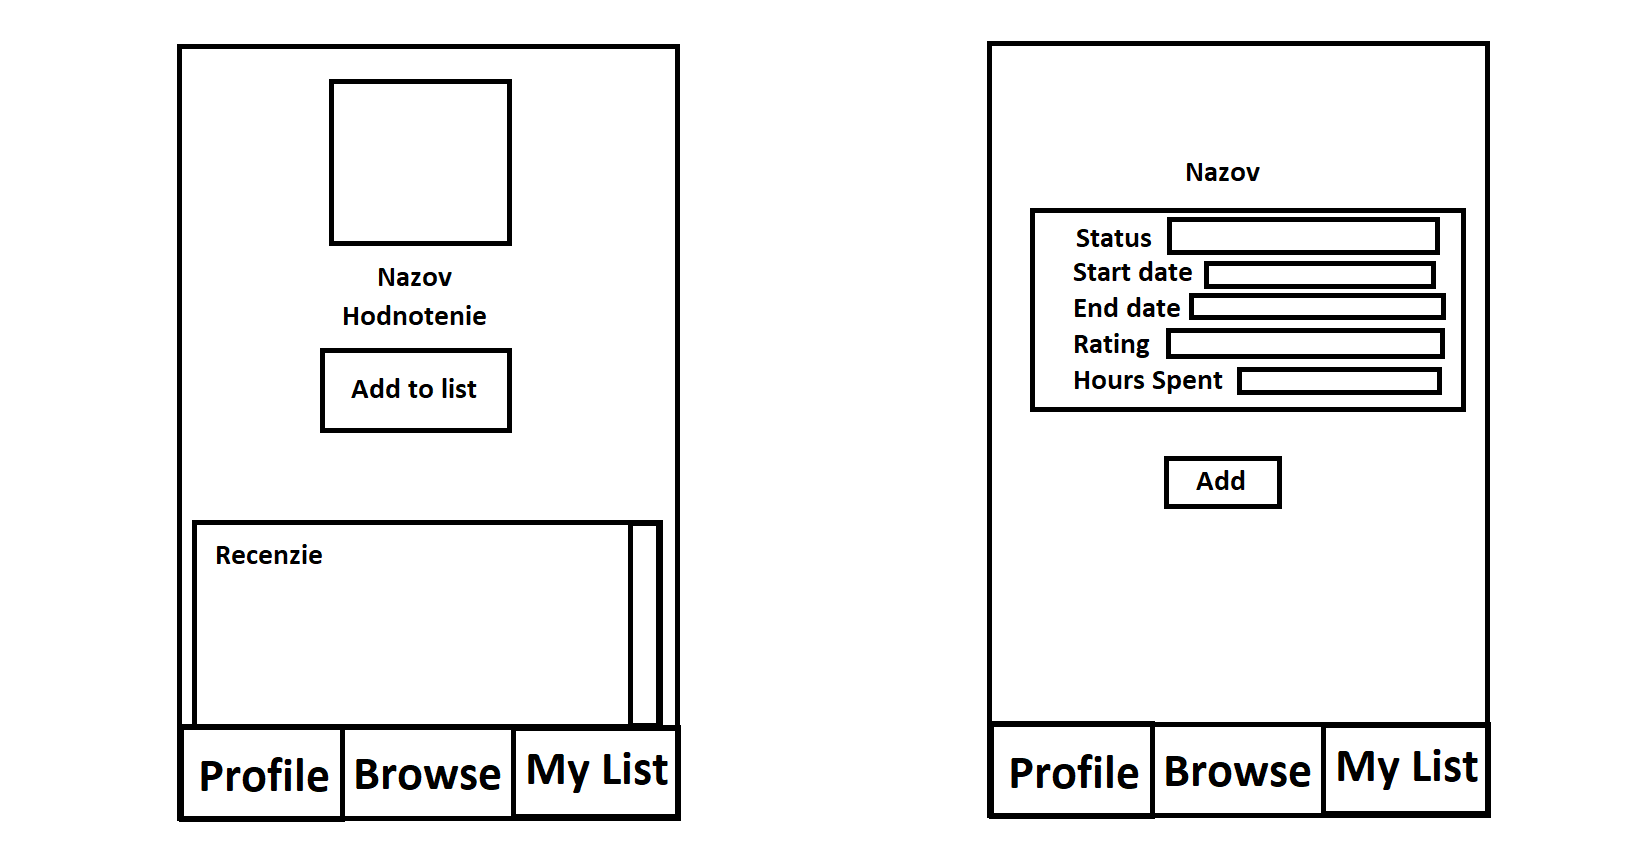 Nazov
Hodnotenie
Add to list
Recenzie
Profile Browse My List
Nazov
Status
Start date
End date
Rating
Hours Spent
Add
Profile Browse My List